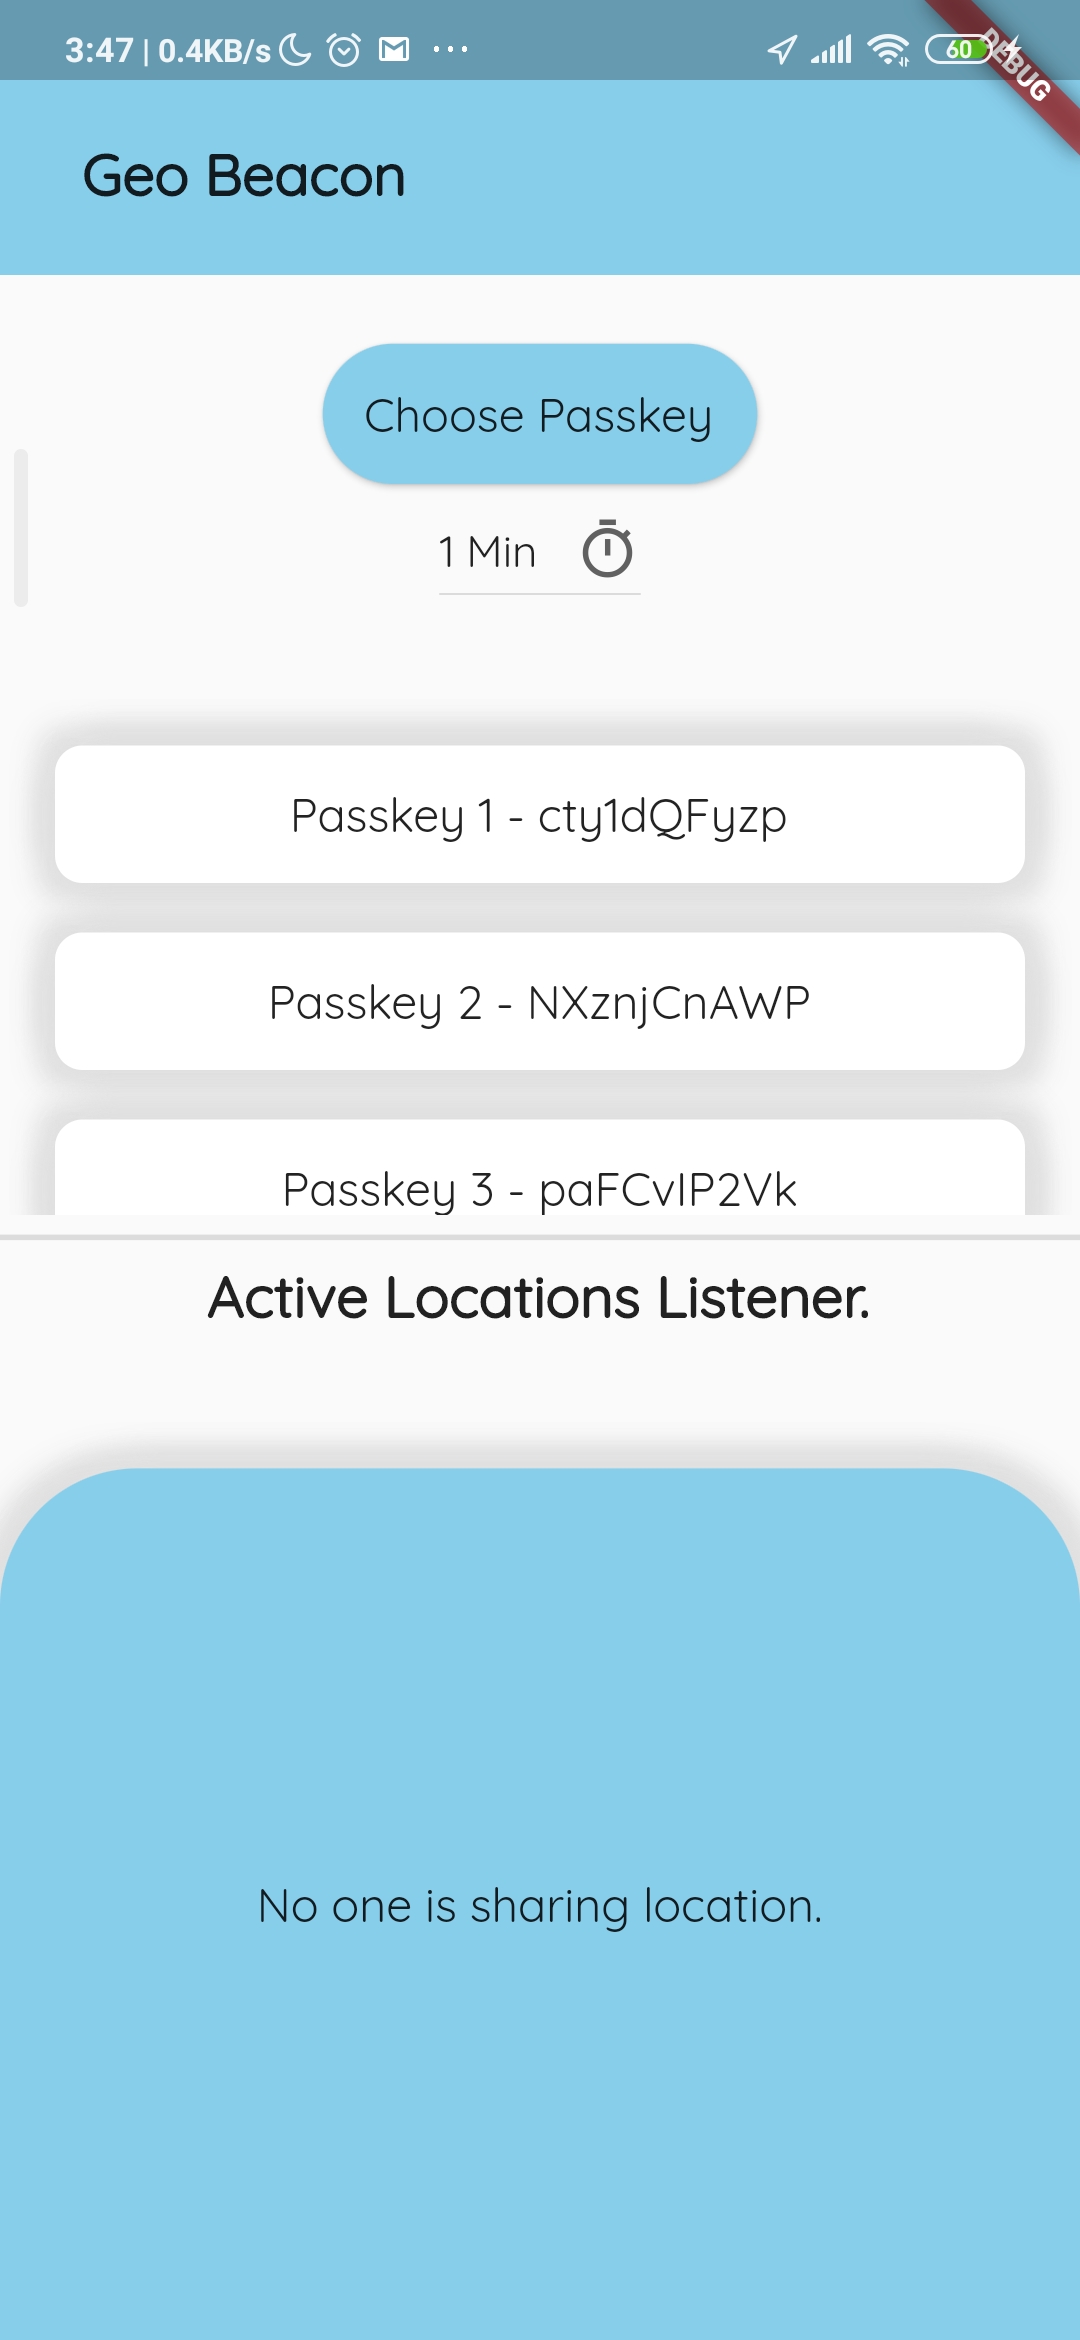 3:47 | 0.4KB/s
60
DEBUG
Geo Beacon
Choose Passkey
1 Min
Passkey 1 - cty1dQFyzp
Passkey 2 - NXznjCnAWP
Passkey 3 - paFCvIP2Vk
Active Locations Listener.
No one is sharing location.